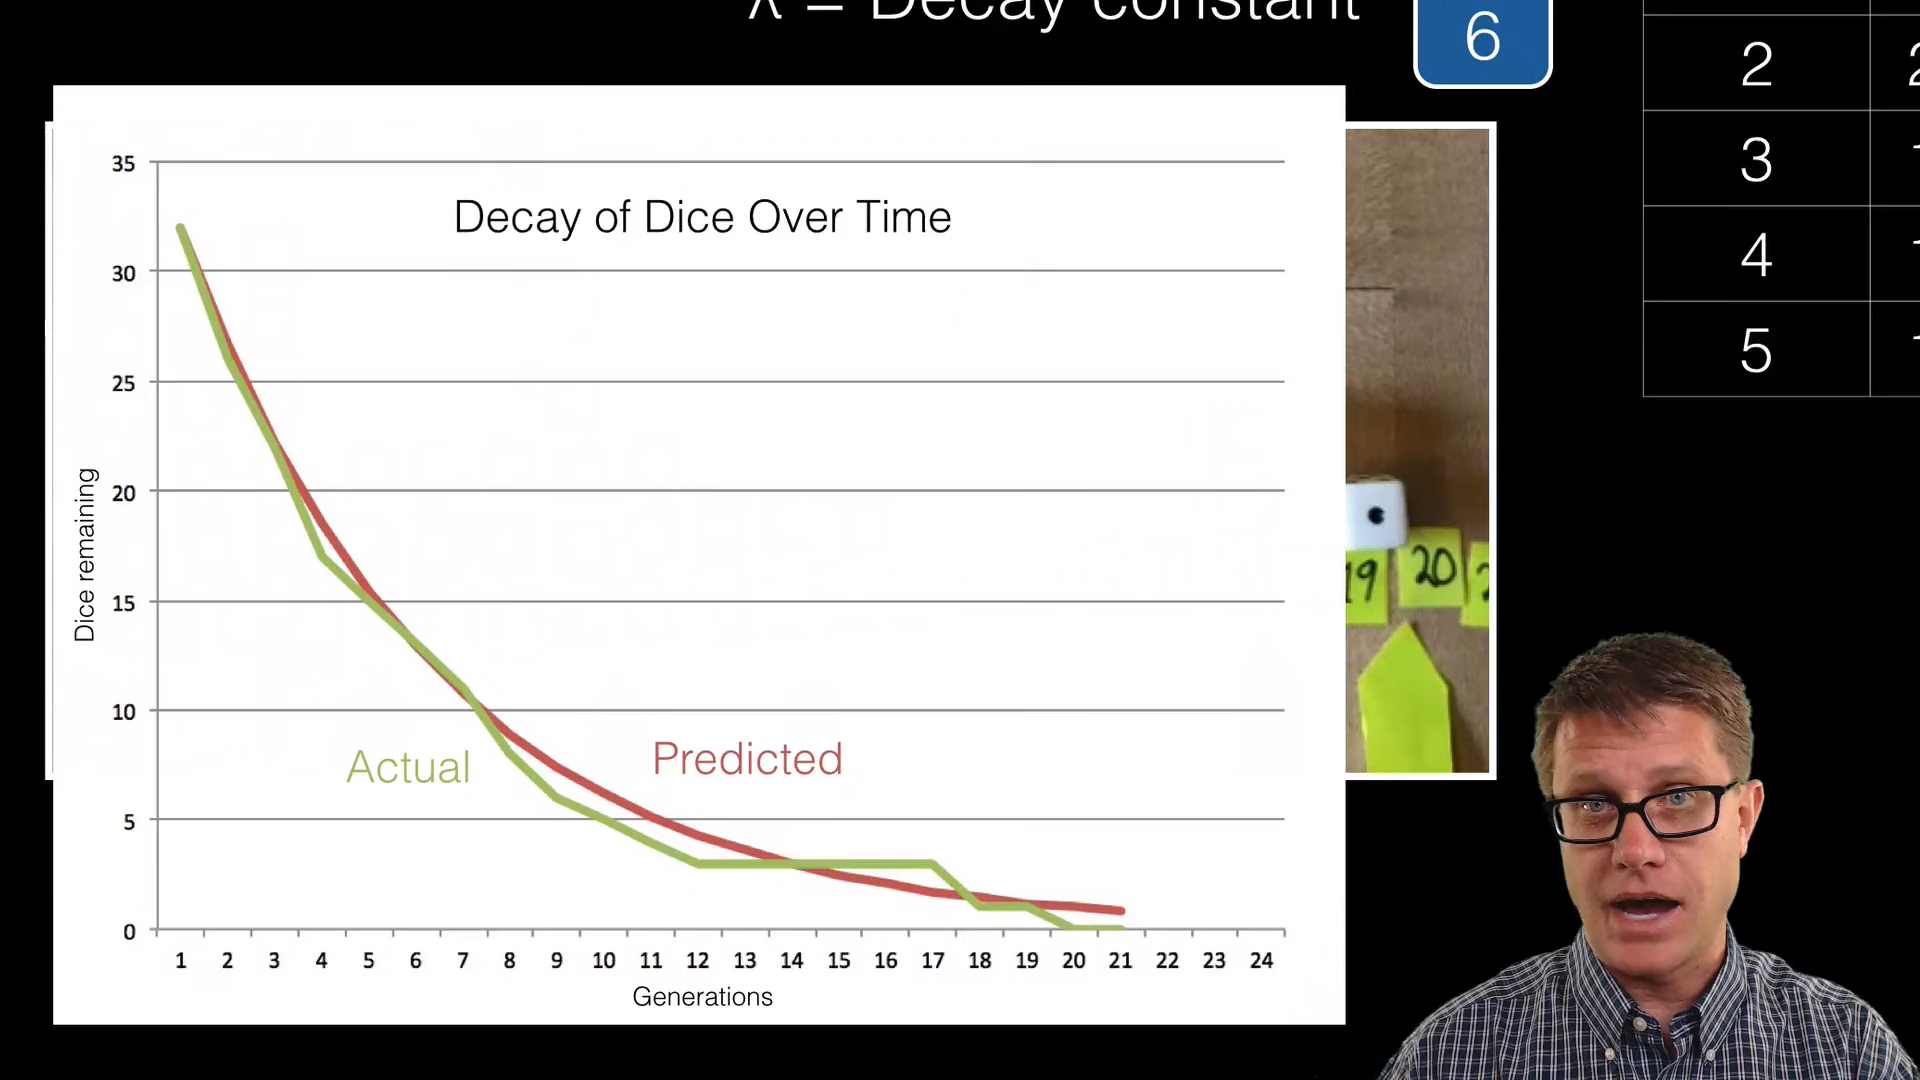 λ = Decay constant
6
2
3
4
5
Decay of Dice Over Time
35
30
25
20
15
10
5
0
Dice remaining
Actual
Predicted
1 2 3 4 5 6 7 8 9 10 11 12 13 14 15 16 17 18 19 20 21 22 23 24
Generations
19 20